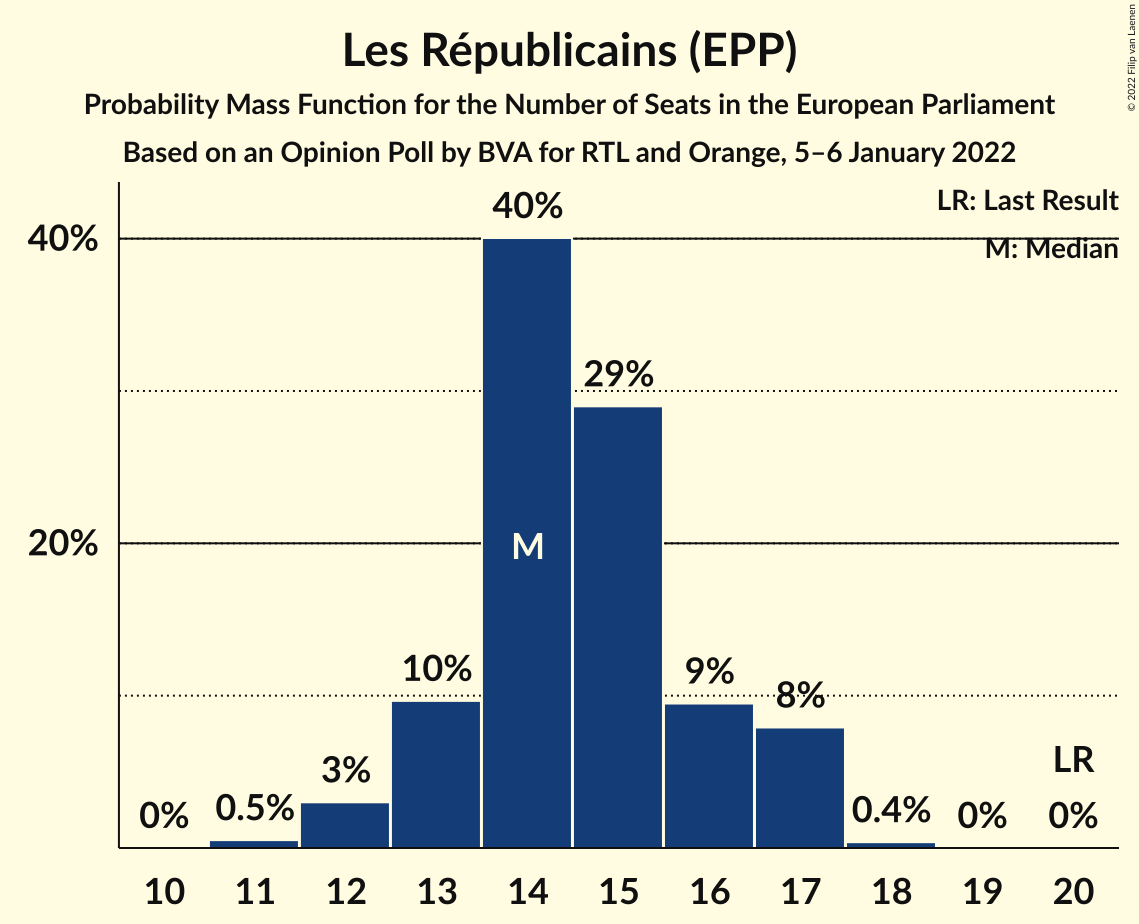 Les Républicains (EPP)
Probability Mass Function for the Number of Seats in the European Parliament
Based on an Opinion Poll by BVA for RTL and Orange, 5–6 January 2022
© 2022 Filip van Laenen
LR: Last Result
M: Median
40%
20%
0%
0.5%
3%
10%
40%
M
29%
9%
8%
0.4%
0%
LR
0%
10 11 12 13 14 15 16 17 18 19 20